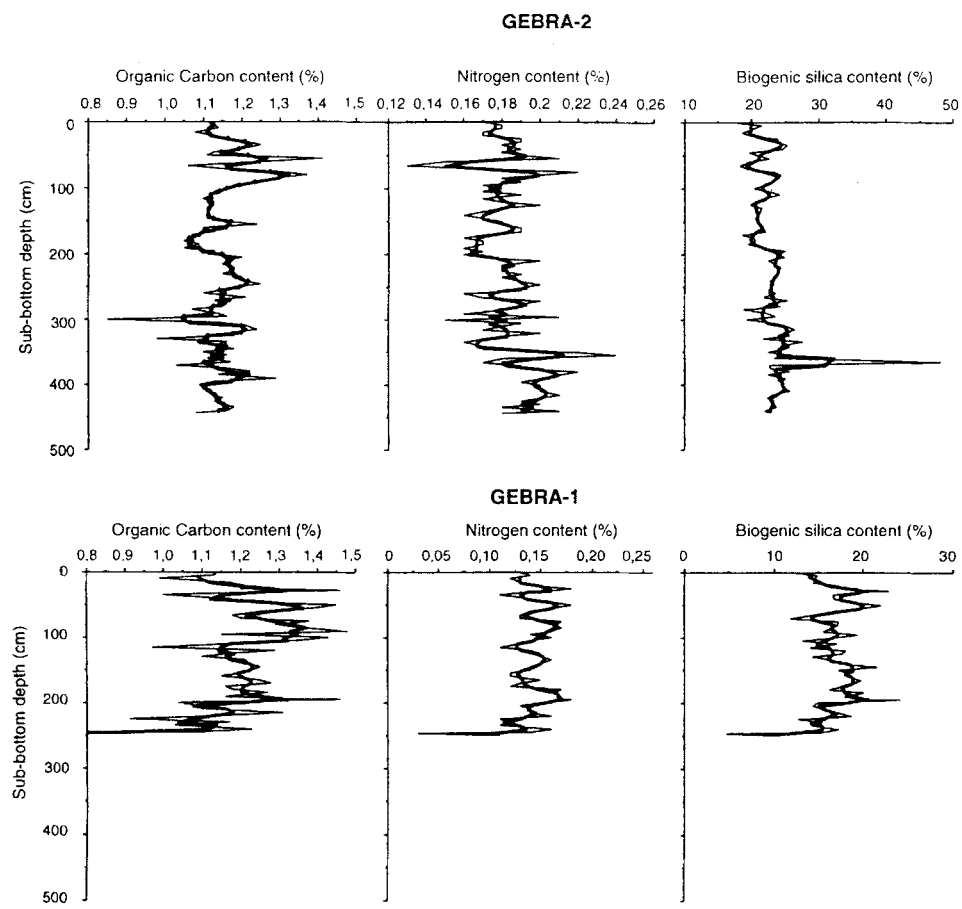 GEBRA-2
Organic Carbon content (%) Nitrogen content (%) Biogenic silica content (%)
0.8 0.9 1,0 1,1 1.2 1.3 1.4 1.5 0.12 0.14 0.16 0.18 0.2 0.22 0.24 0.26 10 20 30 40 50
0
100
200
300
400
500
Sub-bottom depth (cm)
GEBRA-1
Organic Carbon content (%) Nitrogen content (%) Biogenic silica content (%)
0.8 0,9 1,0 1,1 1,2 1,3 1,4 1,5 0 0,05 0,10 0,15 0,20 0,25 0 10 20 30
0
100
200
300
400
500
Sub-bottom depth (cm)